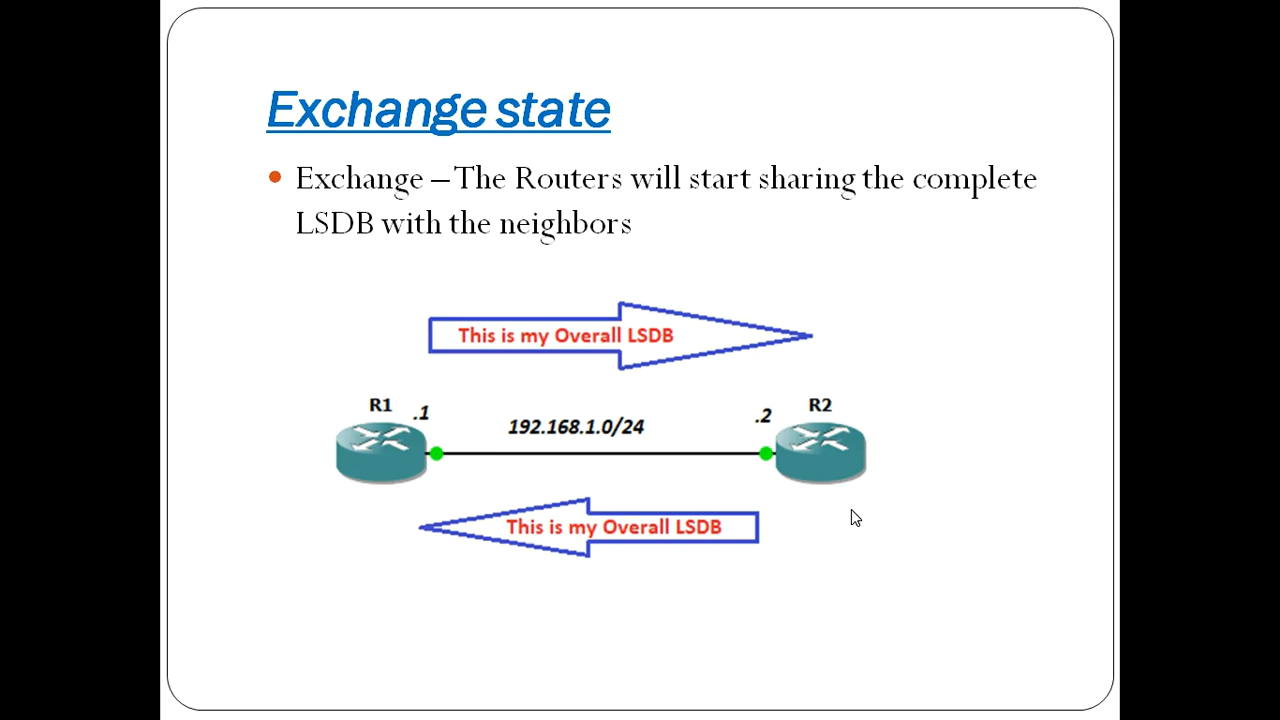 Exchange state
• Exchange – The Routers will start sharing the complete
LSDB with the neighbors
This is my Overall LSDB
R1
.1
192.168.1.0/24
.2
R2
This is my Overall LSDB